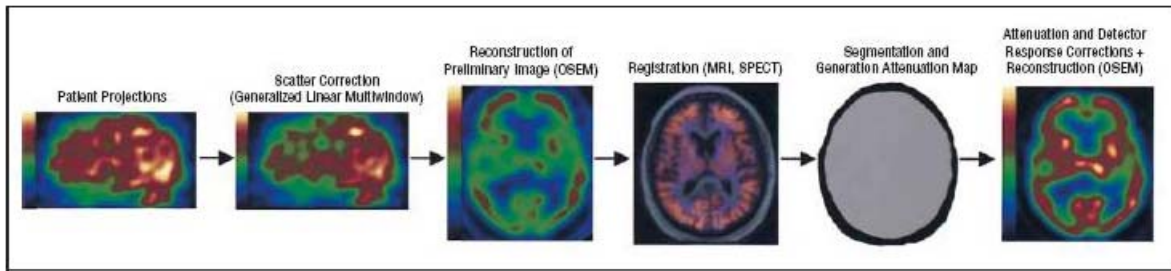 Patient Projections
Scatter Correction
(Generalized Linear Multiwindow)
Reconstruction of
Preliminary Image (OSEM)
Registration (MRI, SPECT)
Segmentation and
Generation Attenuation Map
Attenuation and Detector
Response Corrections +
Reconstruction (OSEM)